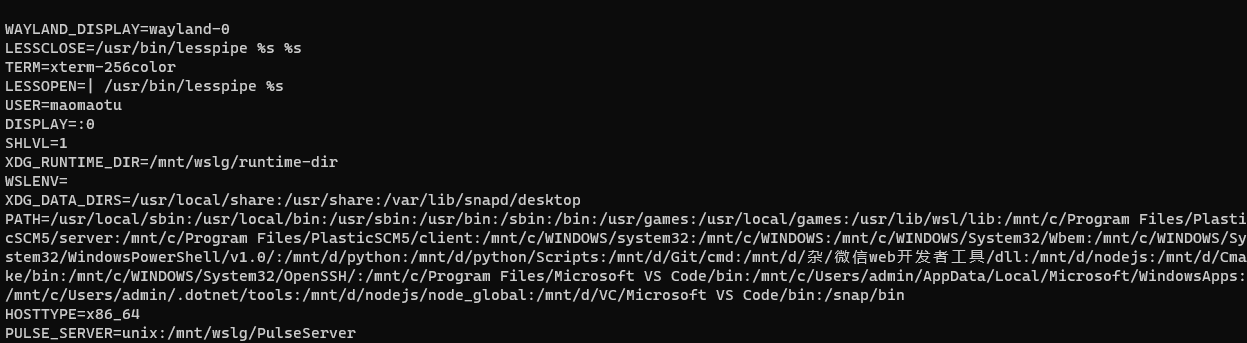 WAYLAND_DISPLAY=wayland-0
LESSCLOSE=/usr/bin/lesspipe %s %s
TERM=xterm-256color
LESSOPEN=| /usr/bin/lesspipe %s
USER=maomaotu
DISPLAY=:0
SHLVL=1
XDG_RUNTIME_DIR=/mnt/wslg/runtime-dir
WSLENV=
XDG_DATA_DIRS=/usr/local/share:/usr/share:/var/lib/snapd/desktop
PATH=/usr/local/sbin:/usr/local/bin:/usr/sbin:/usr/bin:/sbin:/bin:/usr/games:/usr/local/games:/usr/lib/wsl/lib:/mnt/c/Program Files/Plasti
cSCM5/server:/mnt/c/Program Files/PlasticSCM5/client:/mnt/c/WINDOWS/system32:/mnt/c/WINDOWS:/mnt/c/WINDOWS/System32/Wbem:/mnt/c/WINDOWS/Sy
stem32/WindowsPowerShell/v1.0/:/mnt/d/python:/mnt/d/python/Scripts:/mnt/d/Git/cmd:/mnt/d/杂/微信web开发者工具/dll:/mnt/d/nodejs:/mnt/d/Cma
ke/bin:/mnt/c/WINDOWS/System32/OpenSSH/:/mnt/c/Program Files/Microsoft VS Code/bin:/mnt/c/Users/admin/AppData/Local/Microsoft/WindowsApps:
/mnt/c/Users/admin/.dotnet/tools:/mnt/d/nodejs/node_global:/mnt/d/VC/Microsoft VS Code/bin:/snap/bin
HOSTTYPE=x86_64
PULSE_SERVER=unix:/mnt/wslg/PulseServer